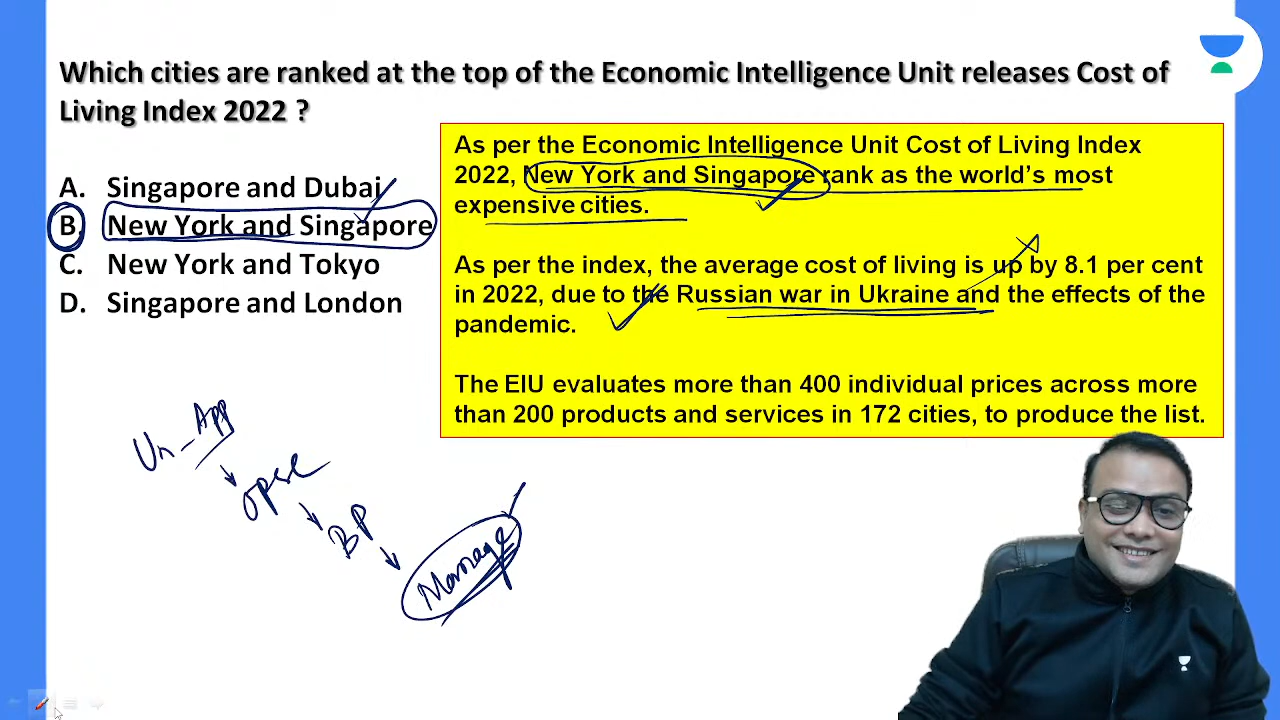 Which cities are ranked at the top of the Economic Intelligence Unit releases Cost of
Living Index 2022 ?
A. Singapore and Dubai
B. New York and Singapore
C. New York and Tokyo
D. Singapore and London
As per the Economic Intelligence Unit Cost of Living Index
2022, New York and Singapore rank as the world's most
expensive cities.
As per the index, the average cost of living is up by 8.1 per cent
in 2022, due to the Russian war in Ukraine and the effects of the
pandemic.
The EIU evaluates more than 400 individual prices across more
than 200 products and services in 172 cities, to produce the list.
Un-App
BP